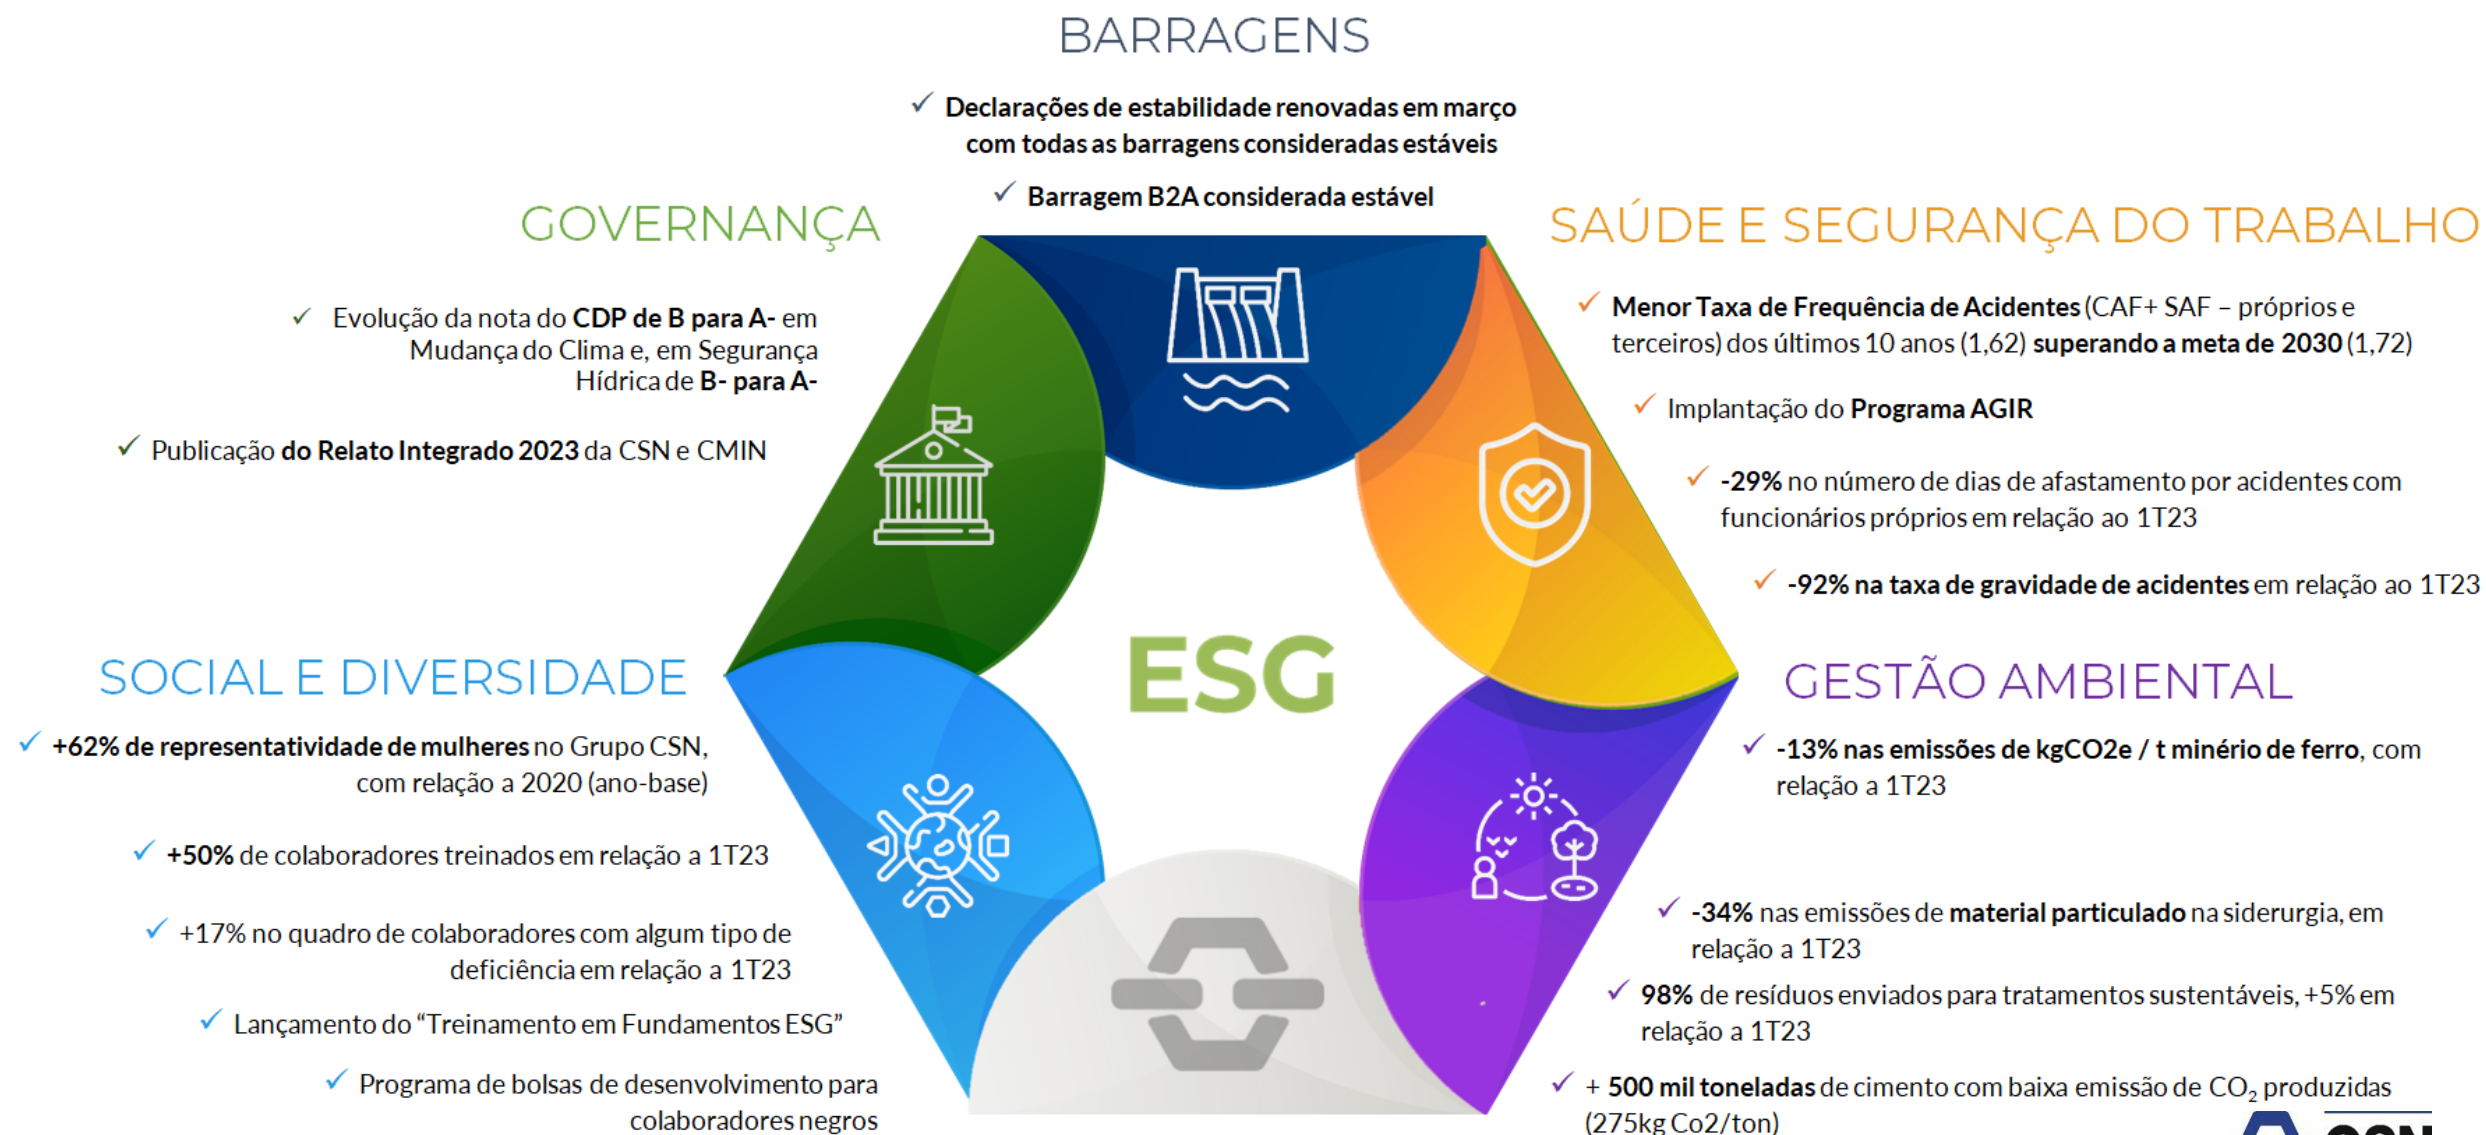 BARRAGENS
✓ Declarações de estabilidade renovadas em março
com todas as barragens consideradas estáveis
✓ Barragem B2A considerada estável
GOVERNANÇA
✓ Evolução da nota do CDP de B para A- em
Mudança do Clima e, em Segurança
Hídrica de B- para A-
✓ Publicação do Relato Integrado 2023 da CSN e CMIN
SAÚDE E SEGURANÇA DO TRABALHO
✓ Menor Taxa de Frequência de Acidentes (CAF+ SAF – próprios e
terceiros) dos últimos 10 anos (1,62) superando a meta de 2030 (1,72)
✓ Implantação do Programa AGIR
✓ -29% no número de dias de afastamento por acidentes com
funcionários próprios em relação ao 1T23
✓ -92% na taxa de gravidade de acidentes em relação ao 1T23
ESG
SOCIAL E DIVERSIDADE
✓ +62% de representatividade de mulheres no Grupo CSN,
com relação a 2020 (ano-base)
✓ +50% de colaboradores treinados em relação a 1T23
✓ +17% no quadro de colaboradores com algum tipo de
deficiência em relação a 1T23
✓ Lançamento do “Treinamento em Fundamentos ESG”
✓ Programa de bolsas de desenvolvimento para
colaboradores negros
GESTÃO AMBIENTAL
✓ -13% nas emissões de kgCO2e / t minério de ferro, com
relação a 1T23
✓ -34% nas emissões de material particulado na siderurgia, em
relação a 1T23
✓ 98% de resíduos enviados para tratamentos sustentáveis, +5% em
relação a 1T23
✓ + 500 mil toneladas de cimento com baixa emissão de CO₂ produzidas
(275kg Co2/ton)
CSN